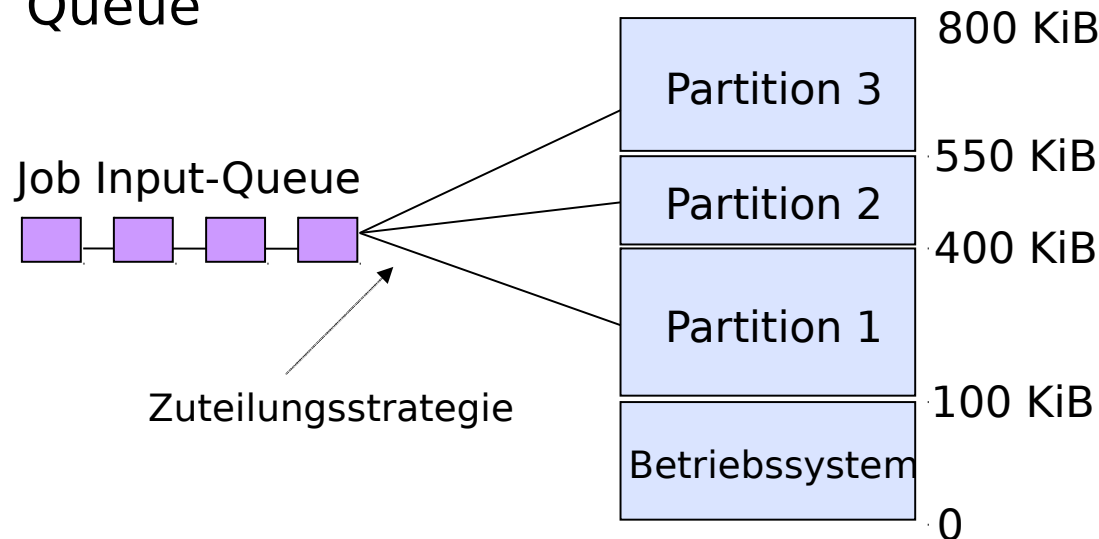 Queue
800 KiB
Partition 3
550 KiB
Job Input-Queue
Partition 2
400 KiB
Partition 1
Zuteilungsstrategie
100 KiB
Betriebssystem
0